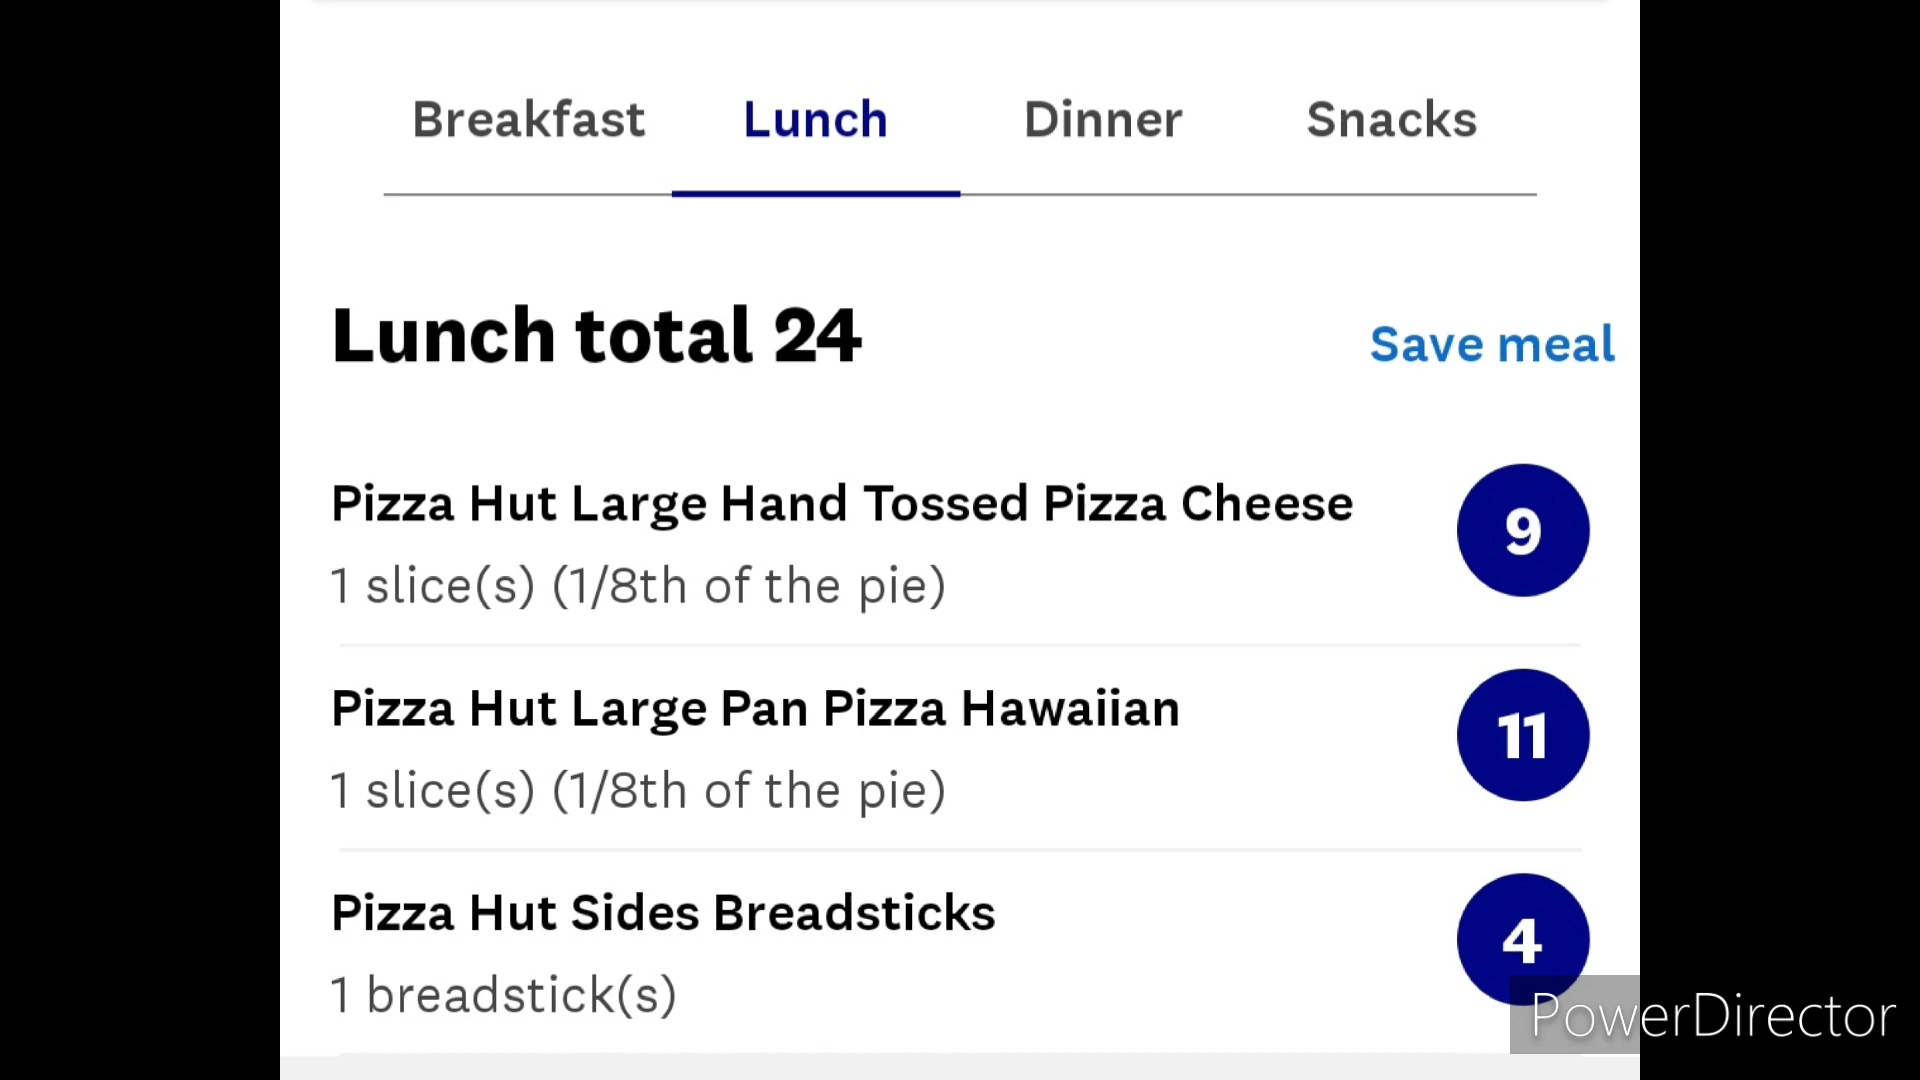 Breakfast Lunch Dinner Snacks
Lunch total 24 Save meal
Pizza Hut Large Hand Tossed Pizza Cheese 9
1 slice(s) (1/8th of the pie)
Pizza Hut Large Pan Pizza Hawaiian 11
1 slice(s) (1/8th of the pie)
Pizza Hut Sides Breadsticks 4
1 breadstick(s)
PowerDirector